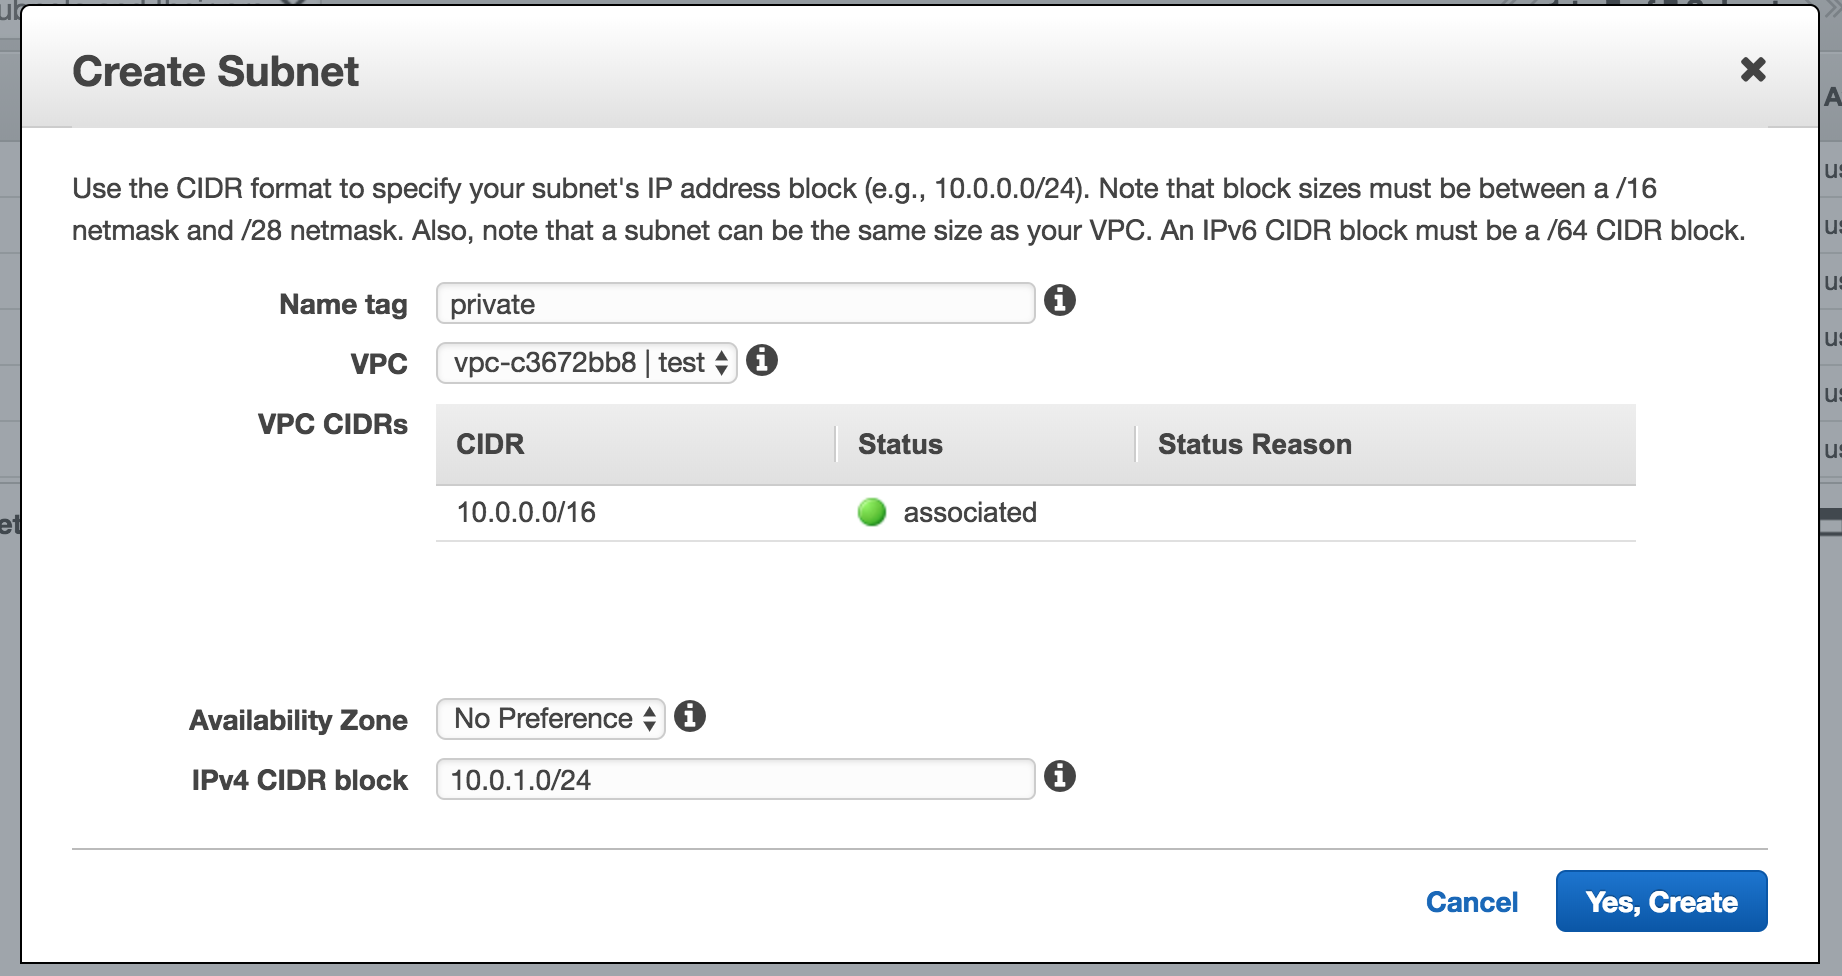 Create Subnet
Use the CIDR format to specify your subnet's IP address block (e.g., 10.0.0.0/24). Note that block sizes must be between a /16
netmask and /28 netmask. Also, note that a subnet can be the same size as your VPC. An IPv6 CIDR block must be a /64 CIDR block.
Name tag private
VPC vpc-c3672bb8 | test
VPC CIDRs CIDR Status Status Reason
10.0.0.0/16 associated
Availability Zone No Preference
IPv4 CIDR block 10.0.1.0/24
Cancel Yes, Create